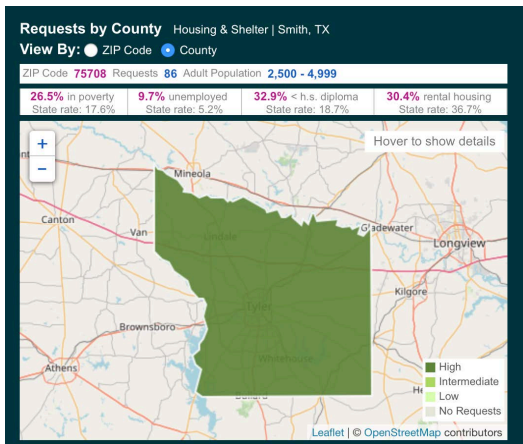 Requests by County Housing & Shelter | Smith, TX
View By: ZIP Code County
ZIP Code 75708 Requests 86 Adult Population 2,500 - 4,999
26.5% in poverty 9.7% unemployed 32.9% < h.s. diploma 30.4% rental housing
State rate: 17.6% State rate: 5.2% State rate: 18.7% State rate: 36.7%
+
Hover to show details
−
Mineola
Canton
Van
Lindale
Gladewater
Longview
Kilgore
Tyler
Brownsboro
Whitehouse
Athens
Bullard
High
Intermediate
Low
No Requests
Leaflet | © OpenStreetMap contributors